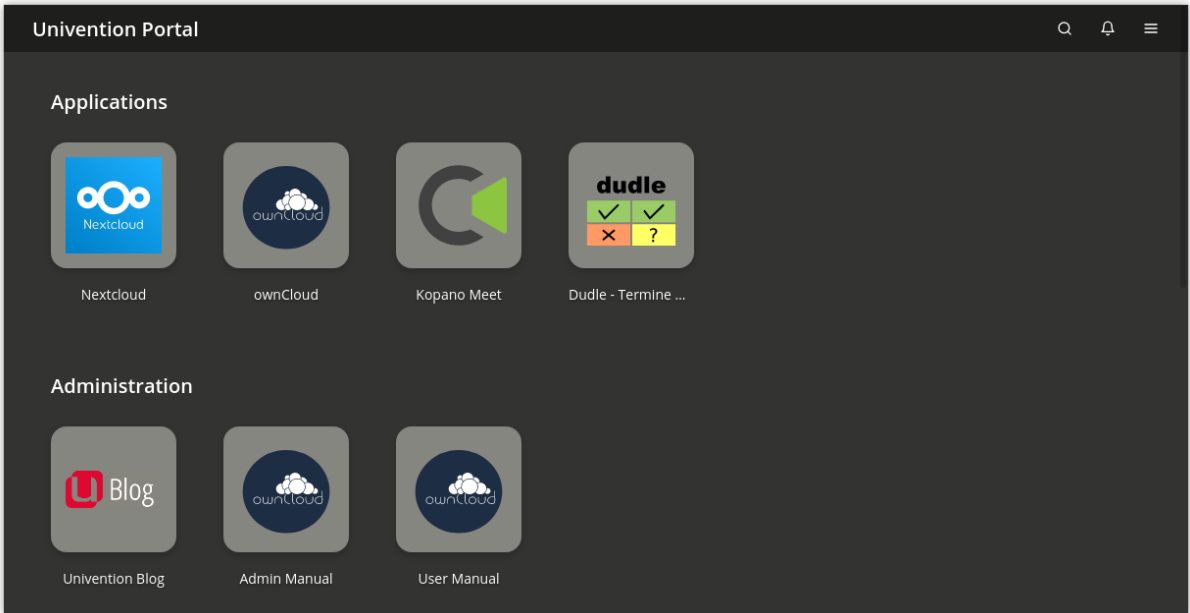 Univention Portal
Applications
Nextcloud
ownCloud
dudle
?
Nextcloud
ownCloud
Kopano Meet
Dudle - Termine ...
Administration
U Blog
ownCloud
ownCloud
Univention Blog
Admin Manual
User Manual